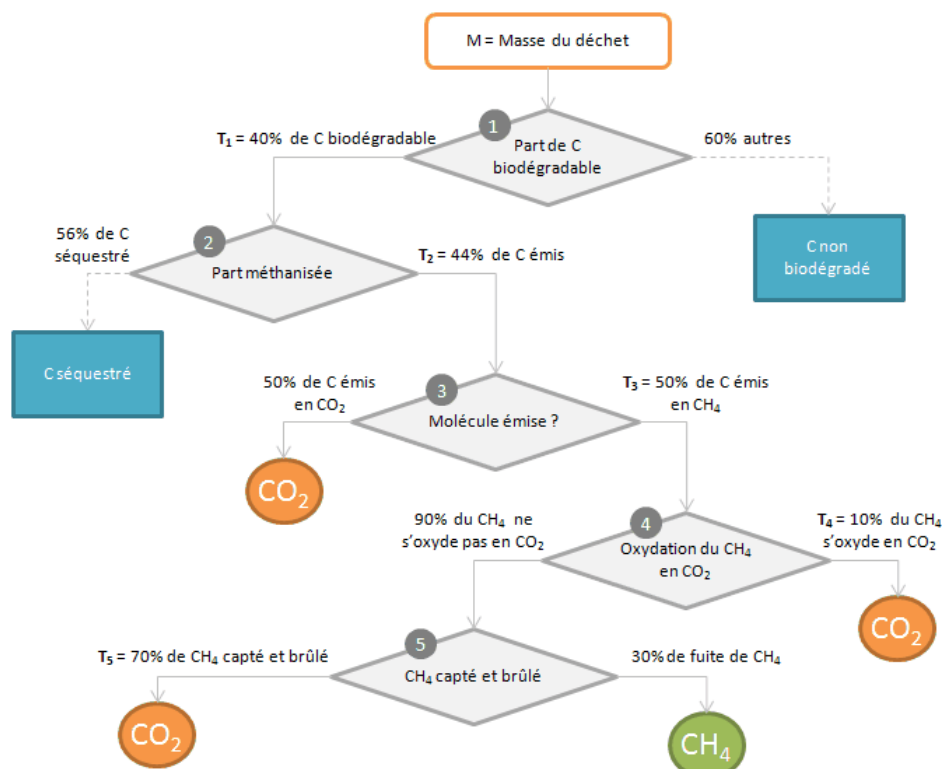 M = Masse du déchet
1
T₁ = 40% de C biodégradable
Part de C
biodégradable
60% autres
56% de C
séquestré
2
Part méthanisée
T₂ = 44% de C émis
C non
biodégradé
C séquestré
50% de C émis
en CO₂
3
Molécule émise ?
T₃ = 50% de C émis
en CH₄
CO₂
90% du CH₄ ne
s'oxyde pas en CO₂
4
Oxydation du CH₄
en CO₂
T₄ = 10% du CH₄
s'oxyde en CO₂
CO₂
T₅ = 70% de CH₄ capté et brûlé
5
CH₄ capté et brûlé
30% de fuite de CH₄
CO₂
CH₄